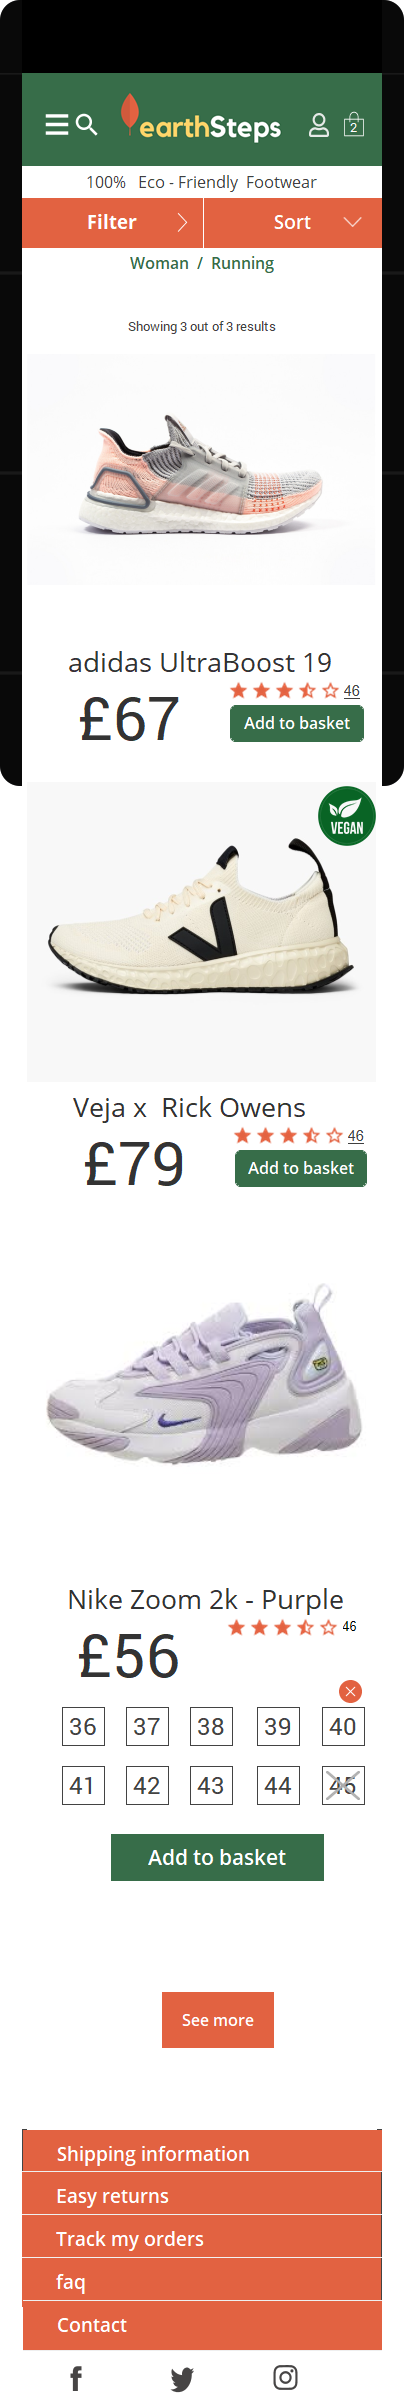 earthSteps
2
100% Eco - Friendly Footwear
Filter
Sort
Woman / Running
Showing 3 out of 3 results
adidas UltraBoost 19
46
£67
Add to basket
VEGAN
Veja x Rick Owens
46
£79
Add to basket
Nike Zoom 2k - Purple
46
£56
36 37 38 39 40
41 42 43 44 45
Add to basket
See more
Shipping information
Easy returns
Track my orders
faq
Contact